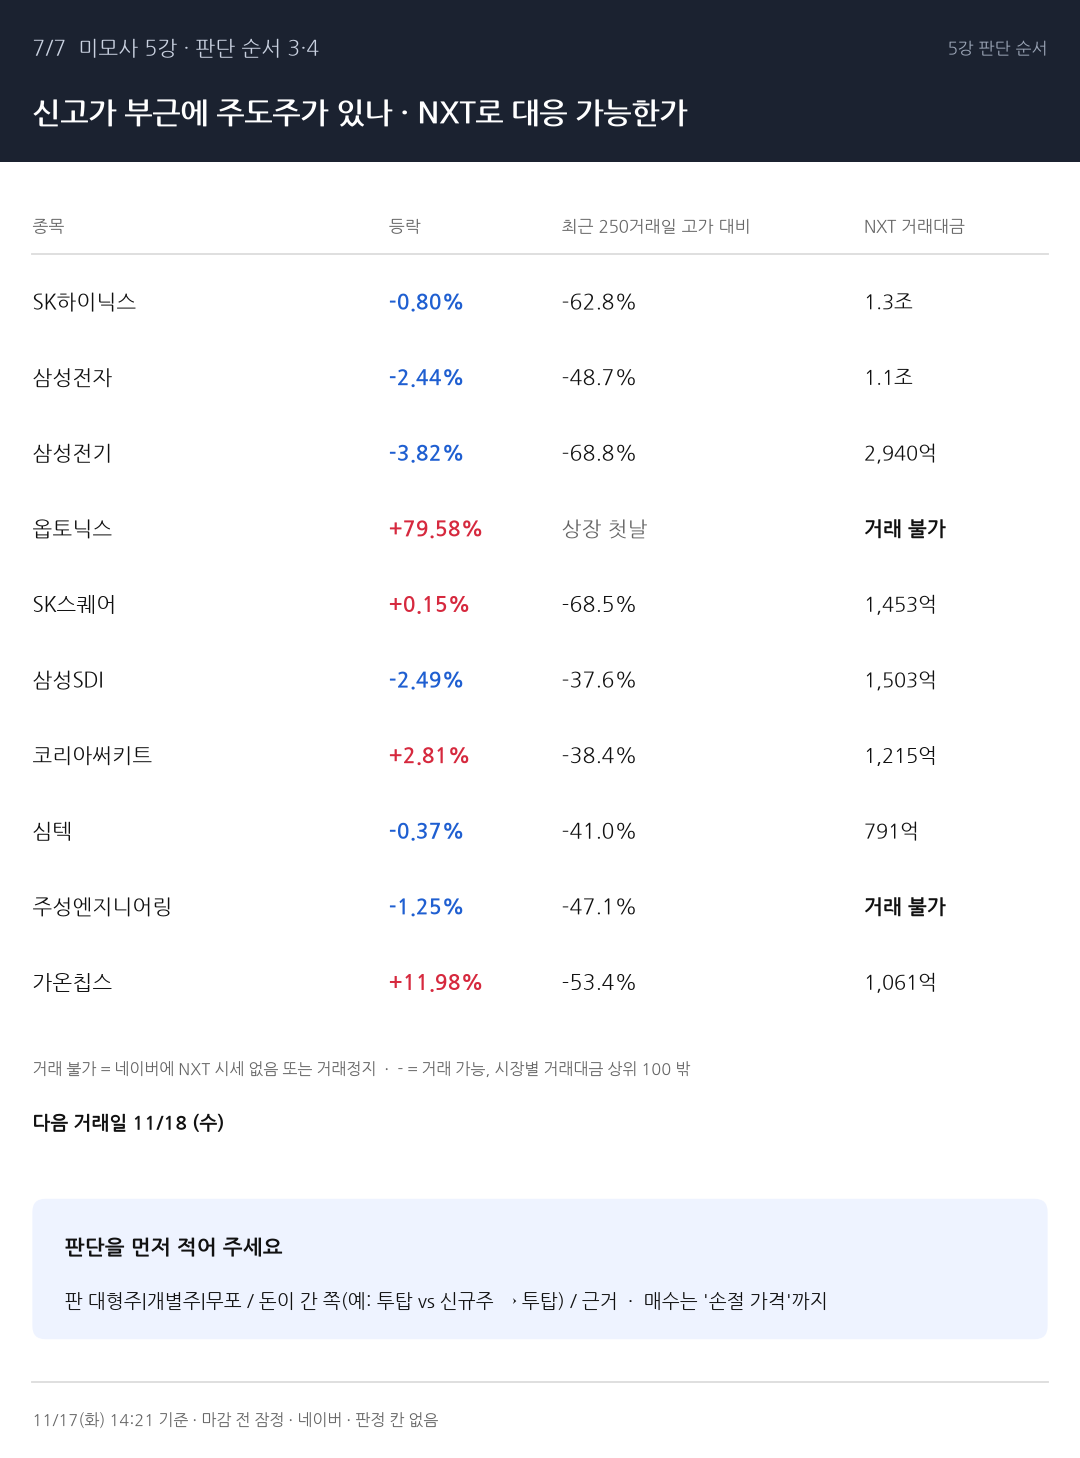 7/7 미모사 5강 · 판단 순서 3·4
5강 판단 순서
신고가 부근에 주도주가 있나 · NXT로 대응 가능한가
종목 등락 최근 250거래일 고가 대비 NXT 거래대금
SK하이닉스 -0.80% -62.8% 1.3조
삼성전자 -2.44% -48.7% 1.1조
삼성전기 -3.82% -68.8% 2,940억
옵토닉스 +79.58% 상장 첫날 거래 불가
SK스퀘어 +0.15% -68.5% 1,453억
삼성SDI -2.49% -37.6% 1,503억
코리아써키트 +2.81% -38.4% 1,215억
심텍 -0.37% -41.0% 791억
주성엔지니어링 -1.25% -47.1% 거래 불가
가온칩스 +11.98% -53.4% 1,061억
거래 불가 = 네이버에 NXT 시세 없음 또는 거래정지 · - = 거래 가능, 시장별 거래대금 상위 100 밖
다음 거래일 11/18 (수)
판단을 먼저 적어 주세요
판 대형주|개별주|무포 / 돈이 간 쪽(예: 투탑 vs 신규주 → 투탑) / 근거 · 매수는 '손절 가격'까지
11/17(화) 14:21 기준 · 마감 전 잠정 · 네이버 · 판정 칸 없음